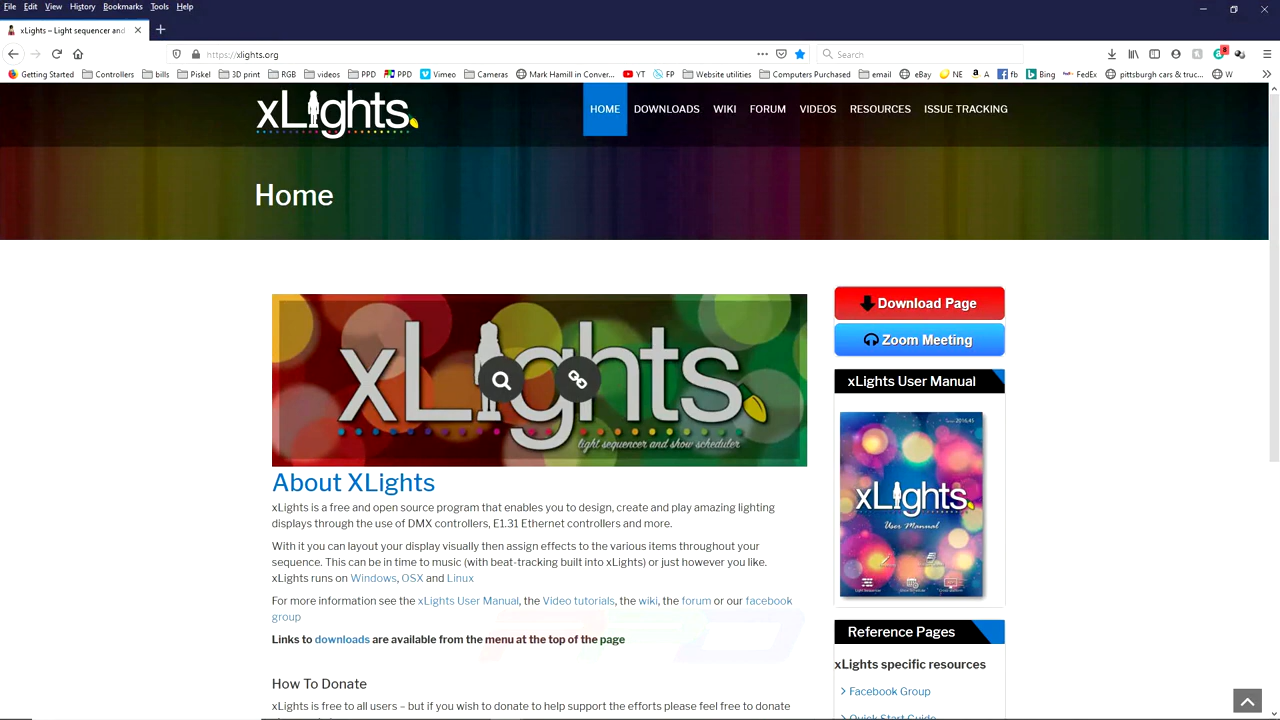 File Edit View History Bookmarks Tools Help
xLights – Light sequencer and
https://xlights.org
Search
8
Getting Started Controllers bills Piskel 3D print RGB videos PPD PPD Vimeo Cameras Mark Hamill in Conver... YT FP Website utilities Computers Purchased email eBay NE A fb Bing FedEx pittsburgh cars & truc... W
xLights
HOME DOWNLOADS WIKI FORUM VIDEOS RESOURCES ISSUE TRACKING
Home
xLights
light sequencer and show scheduler
About XLights
xLights is a free and open source program that enables you to design, create and play amazing lighting
displays through the use of DMX controllers, E1.31 Ethernet controllers and more.
With it you can layout your display visually then assign effects to the various items throughout your
sequence. This can be in time to music (with beat-tracking built into xLights) or just however you like.
xLights runs on Windows, OSX and Linux
For more information see the xLights User Manual, the Video tutorials, the wiki, the forum or our facebook
group
Links to downloads are available from the menu at the top of the page
How To Donate
xLights is free to all users – but if you wish to donate to help support the efforts please feel free to donate
Download Page
Zoom Meeting
xLights User Manual
2016.45
xLights
User Manual
Reference Pages
xLights specific resources
Facebook Group
Quick Start Guide